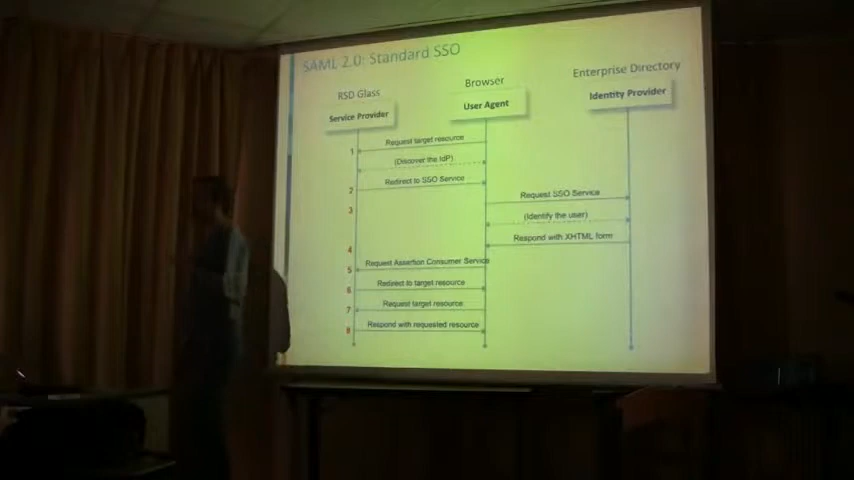 SAML 2.0: Standard SSO
RSD Glass
Browser
Enterprise Directory
Service Provider
User Agent
Identity Provider
1
Request target resource
(Discover the IdP)
2
Redirect to SSO Service
3
Request SSO Service
(Identify the user)
4
Respond with XHTML form
5
Request Assertion Consumer Service
6
Redirect to target resource
7
Request target resource
8
Respond with requested resource